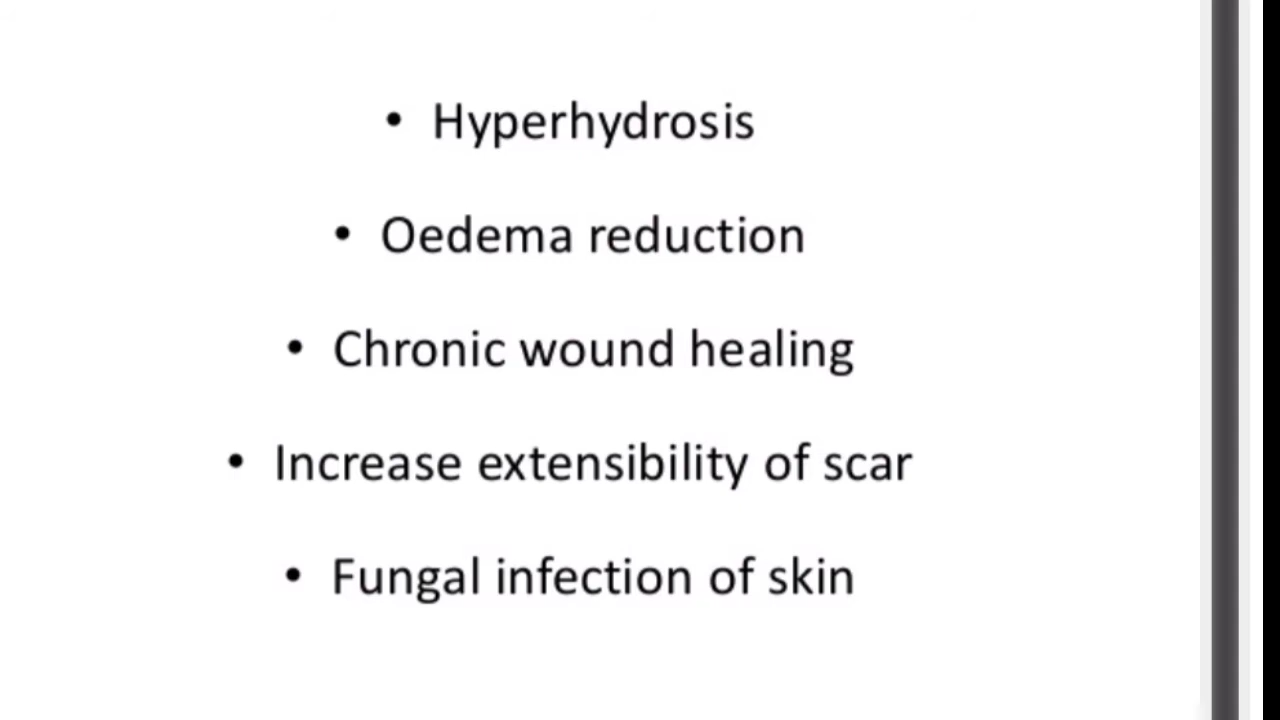 • Hyperhydrosis
• Oedema reduction
• Chronic wound healing
• Increase extensibility of scar
• Fungal infection of skin